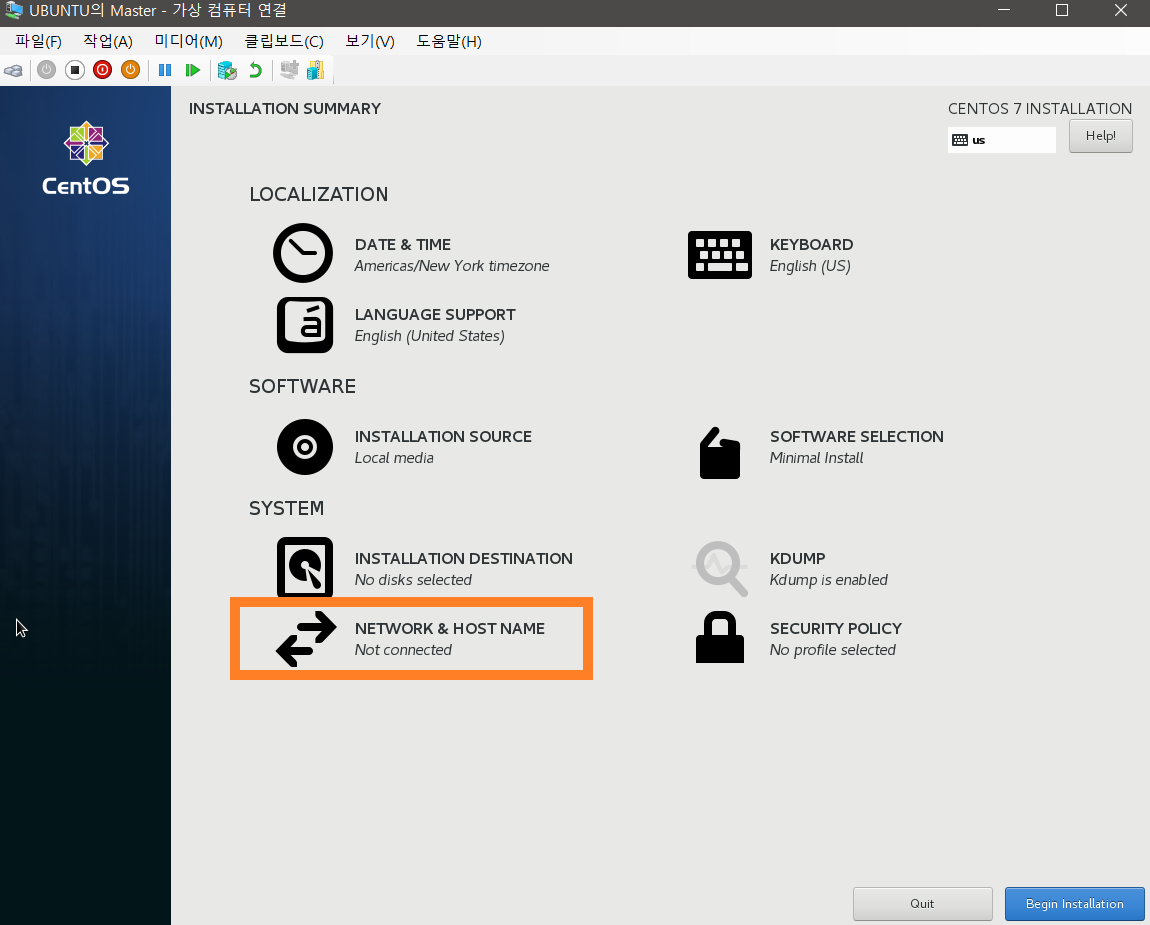 UBUNTU의 Master - 가상 컴퓨터 연결
파일(F) 작업(A) 미디어(M) 클립보드(C) 보기(V) 도움말(H)
CentOS
INSTALLATION SUMMARY
CENTOS 7 INSTALLATION
us
Help!
LOCALIZATION
DATE & TIME
Americas/New York timezone
KEYBOARD
English (US)
LANGUAGE SUPPORT
English (United States)
SOFTWARE
INSTALLATION SOURCE
Local media
SOFTWARE SELECTION
Minimal Install
SYSTEM
INSTALLATION DESTINATION
No disks selected
KDUMP
Kdump is enabled
NETWORK & HOST NAME
Not connected
SECURITY POLICY
No profile selected
Quit
Begin Installation